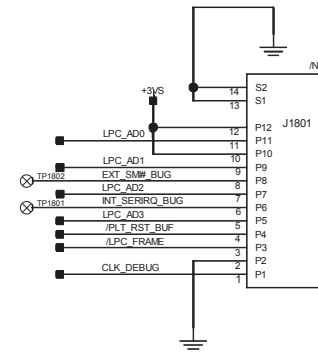 /N
14 S2
13 S1
J1801
+3VS
12 P12
LPC_AD0
11 P11
10 P10
LPC_AD1
9 P9
TP1802 EXT_SMI#_BUG
8 P8
LPC_AD2
7 P7
TP1801 INT_SERIRQ_BUG
6 P6
LPC_AD3
5 P5
/PLT_RST_BUF
4 P4
/LPC_FRAME
3 P3
2 P2
CLK_DEBUG
1 P1